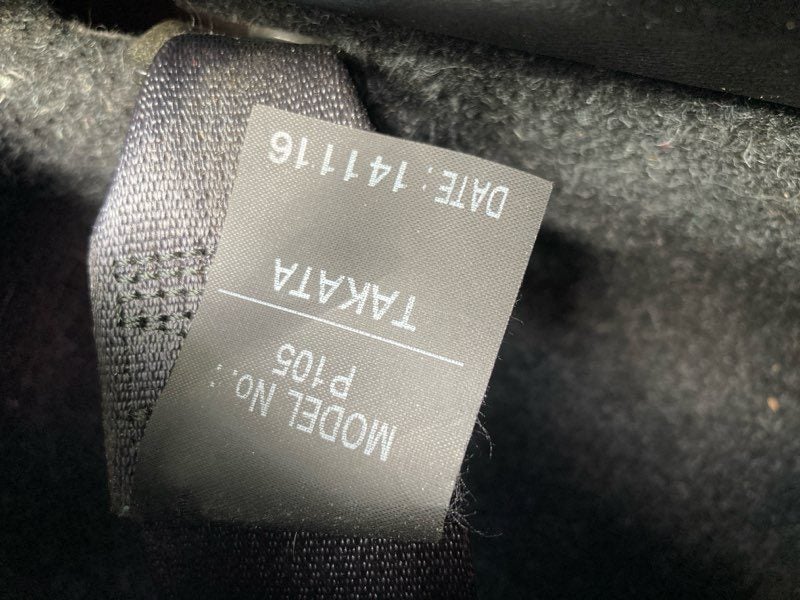 MODEL No.:
P105
TAKATA
DATE: 141116